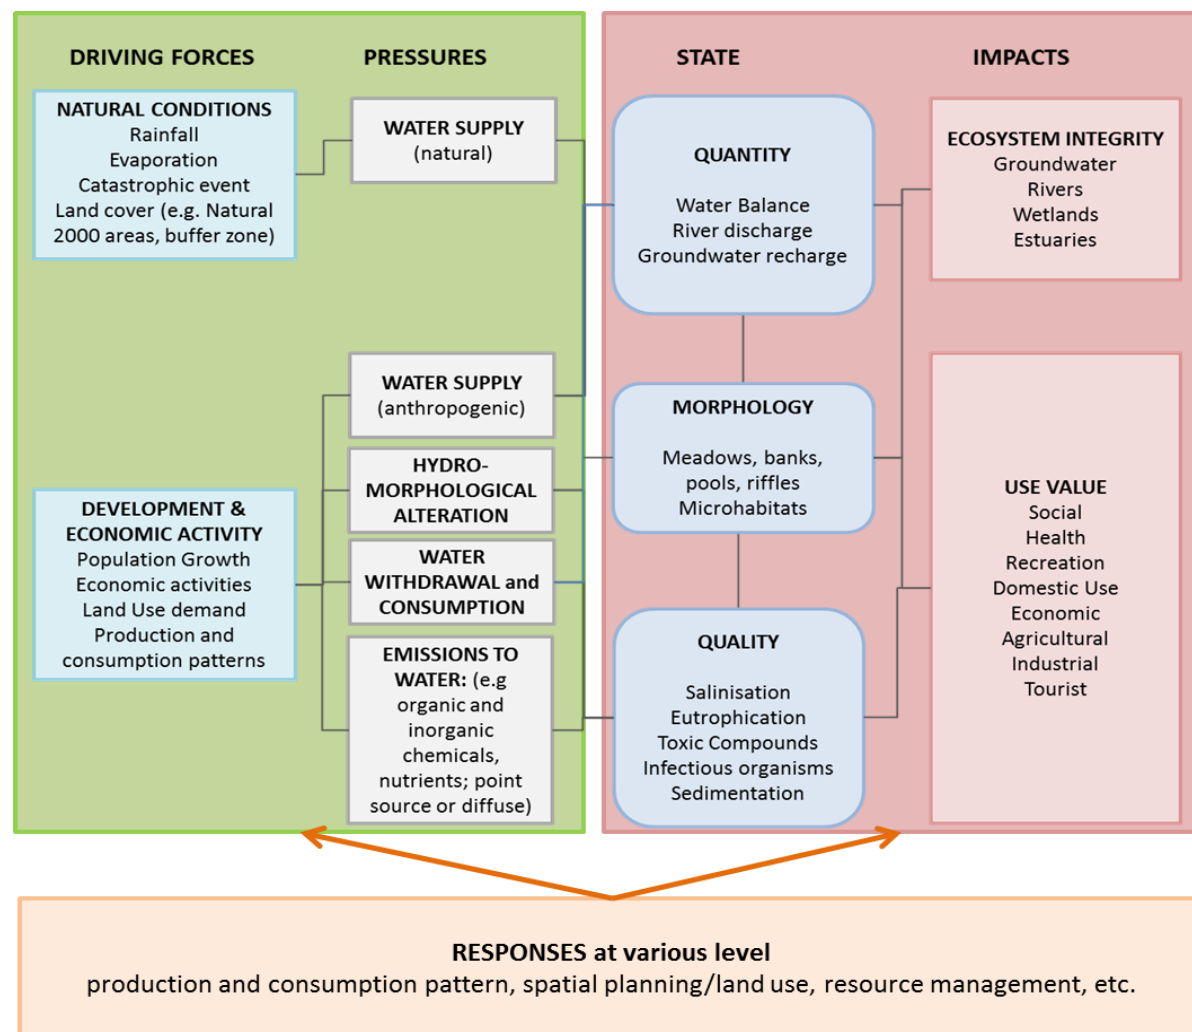 DRIVING FORCES
PRESSURES
STATE
IMPACTS
NATURAL CONDITIONS
Rainfall
Evaporation
Catastrophic event
Land cover (e.g. Natural
2000 areas, buffer zone)
DEVELOPMENT &
ECONOMIC ACTIVITY
Population Growth
Economic activities
Land Use demand
Production and
consumption patterns
WATER SUPPLY
(natural)
WATER SUPPLY
(anthropogenic)
HYDRO-
MORPHOLOGICAL
ALTERATION
WATER
WITHDRAWAL and
CONSUMPTION
EMISSIONS TO
WATER: (e.g
organic and
inorganic
chemicals,
nutrients; point
source or diffuse)
QUANTITY
Water Balance
River discharge
Groundwater recharge
MORPHOLOGY
Meadows, banks,
pools, riffles
Microhabitats
QUALITY
Salinisation
Eutrophication
Toxic Compounds
Infectious organisms
Sedimentation
ECOSYSTEM INTEGRITY
Groundwater
Rivers
Wetlands
Estuaries
USE VALUE
Social
Health
Recreation
Domestic Use
Economic
Agricultural
Industrial
Tourist
RESPONSES at various level
production and consumption pattern, spatial planning/land use, resource management, etc.